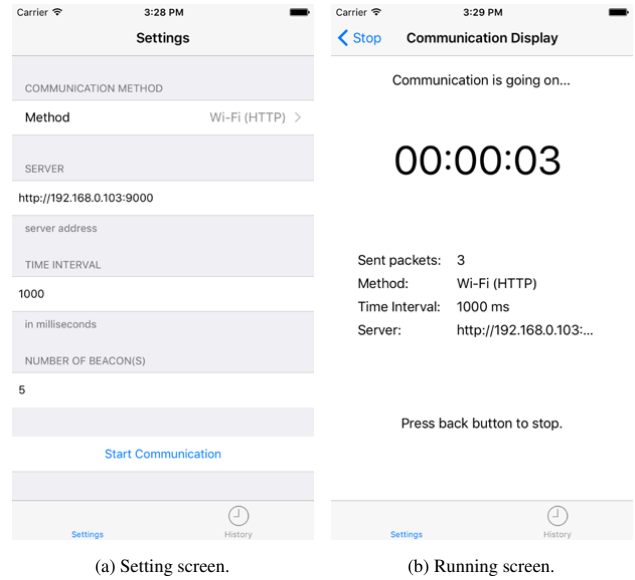 Carrier 3:28 PM
Settings
COMMUNICATION METHOD
Method Wi-Fi (HTTP)
SERVER
http://192.168.0.103:9000
server address
TIME INTERVAL
1000
in milliseconds
NUMBER OF BEACON(S)
5
Start Communication
Settings History
(a) Setting screen.
Carrier 3:29 PM
Stop Communication Display
Communication is going on...
00:00:03
Sent packets: 3
Method: Wi-Fi (HTTP)
Time Interval: 1000 ms
Server: http://192.168.0.103:...
Press back button to stop.
Settings History
(b) Running screen.